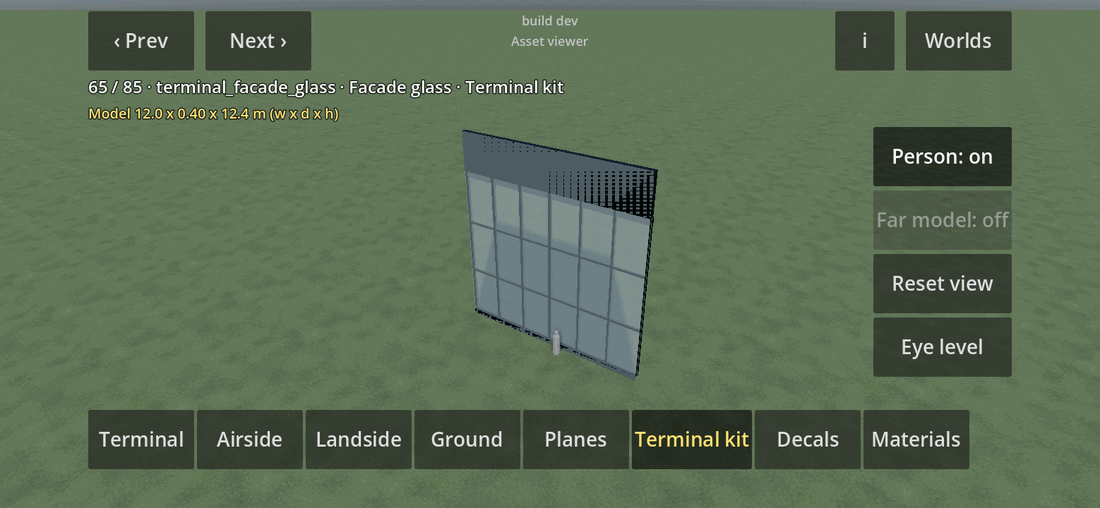 ‹ Prev
Next ›
build dev
Asset viewer
i
Worlds
65 / 85 · terminal_facade_glass · Facade glass · Terminal kit
Model 12.0 x 0.40 x 12.4 m (w x d x h)
Person: on
Far model: off
Reset view
Eye level
Terminal
Airside
Landside
Ground
Planes
Terminal kit
Decals
Materials